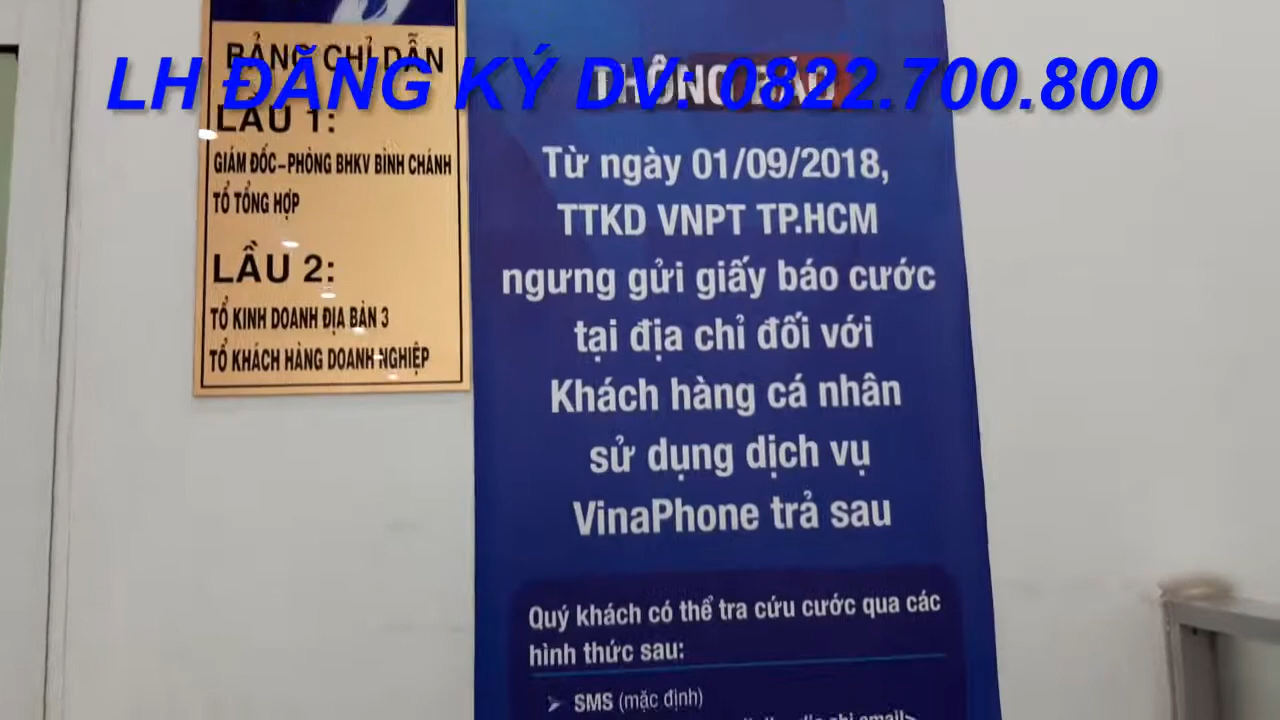 LH ĐĂNG KÝ DV: 0822.700.800
BẢNG CHỈ DẪN
LẦU 1:
GIÁM ĐỐC-PHÒNG BHKV BÌNH CHÁNH
TỔ TỔNG HỢP
LẦU 2:
TỔ KINH DOANH ĐỊA BÀN 3
TỔ KHÁCH HÀNG DOANH NGHIỆP
THÔNG BÁO
Từ ngày 01/09/2018,
TTKD VNPT TP.HCM
ngưng gửi giấy báo cước
tại địa chỉ đối với
Khách hàng cá nhân
sử dụng dịch vụ
VinaPhone trả sau
Quý khách có thể tra cứu cước qua các
hình thức sau:
➢ SMS (mặc định)